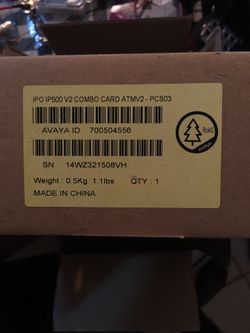 IPO IP500 V2 COMBO CARD ATMV2 - PCS03
AVAYA ID 700504556
SN 14WZ321508VH
Weight : 0.5Kg 1.1lbs QTY : 1
MADE IN CHINA